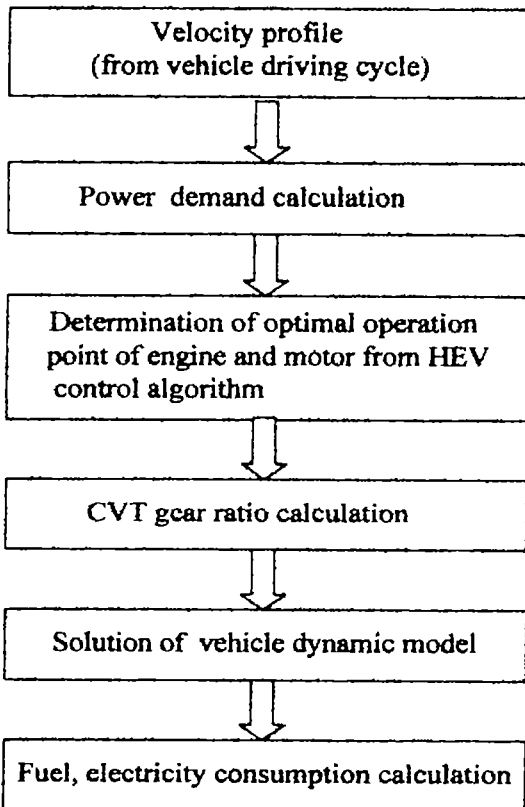 Velocity profile
(from vehicle driving cycle)
Power demand calculation
Determination of optimal operation
point of engine and motor from HEV
control algorithm
CVT gear ratio calculation
Solution of vehicle dynamic model
Fuel, electricity consumption calculation